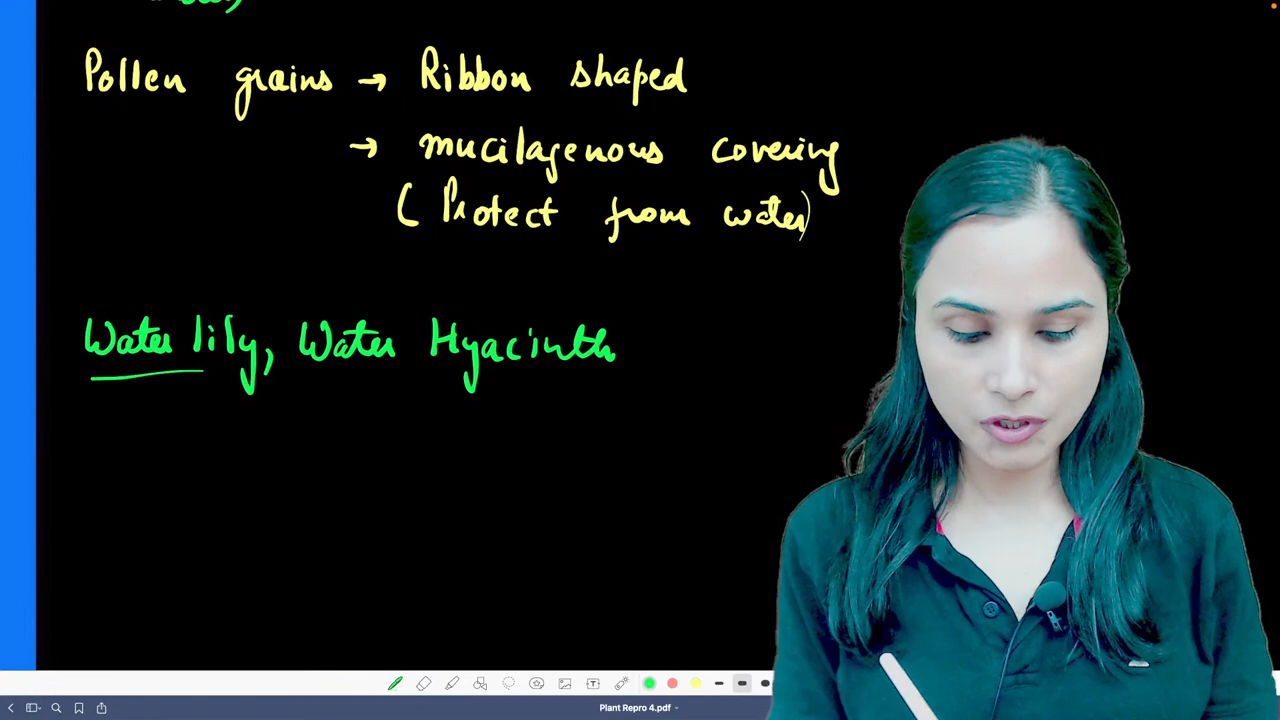 Pollen grains → Ribbon shaped
→ mucilagenous covering
(Protect from water)
Water lily, Water Hyacinth
Plant Repro 4.pdf